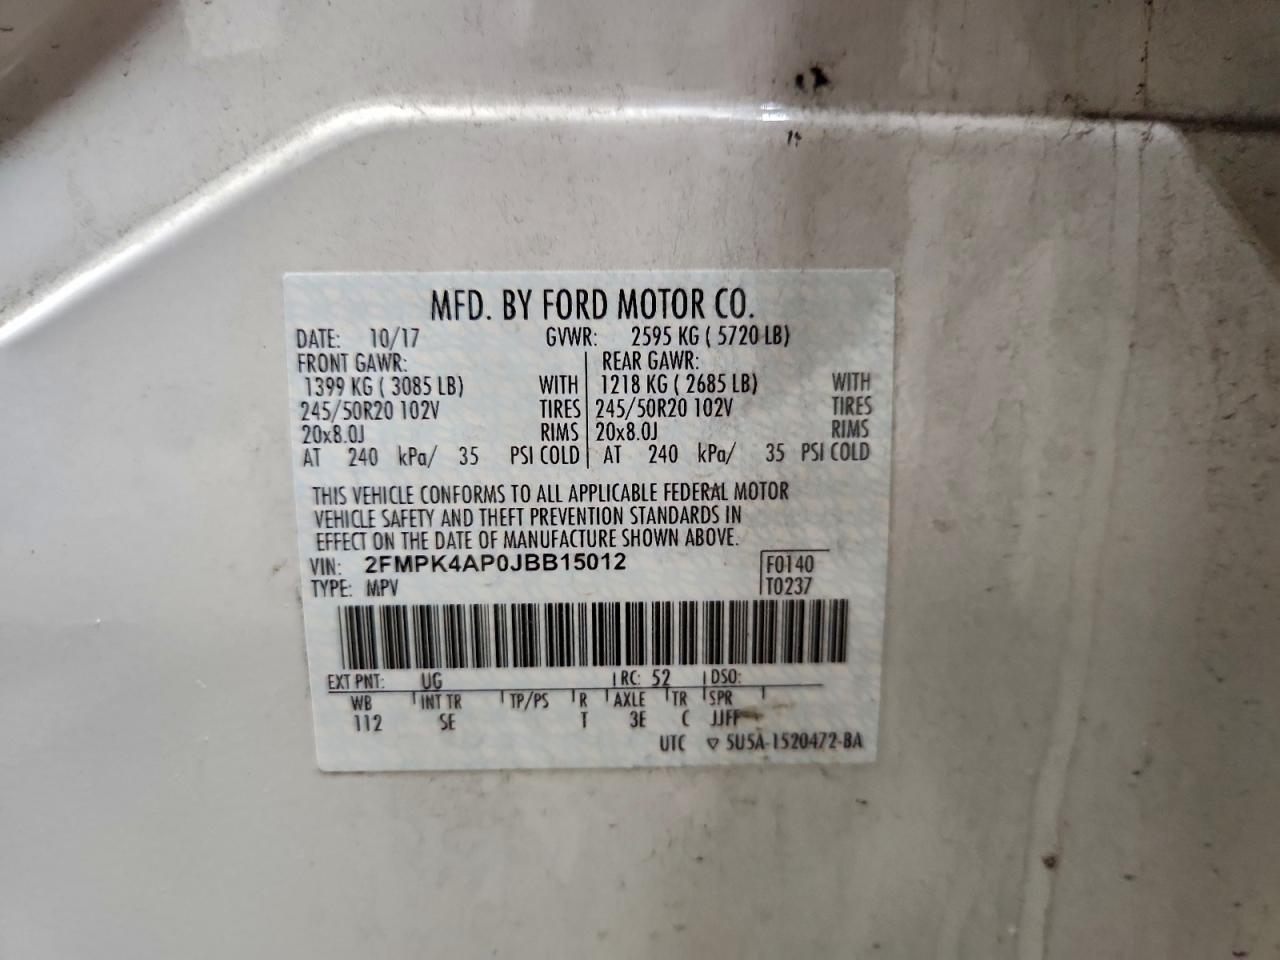 MFD. BY FORD MOTOR CO.
DATE: 10/17 GVWR: 2595 KG ( 5720 LB)
FRONT GAWR: REAR GAWR:
1399 KG ( 3085 LB) WITH 1218 KG ( 2685 LB) WITH
245/50R20 102V TIRES 245/50R20 102V TIRES
20x8.0J RIMS 20x8.0J RIMS
AT 240 kPa/ 35 PSI COLD AT 240 kPa/ 35 PSI COLD
THIS VEHICLE CONFORMS TO ALL APPLICABLE FEDERAL MOTOR
VEHICLE SAFETY AND THEFT PREVENTION STANDARDS IN
EFFECT ON THE DATE OF MANUFACTURE SHOWN ABOVE.
VIN: 2FMPK4AP0JBB15012 F0140
TYPE: MPV T0237
EXT PNT: UG RC: 52 DSO:
WB INT TR TP/PS R AXLE TR SPR
112 SE T 3E C JJFF
UTC ▽ 5U5A-1520472-BA